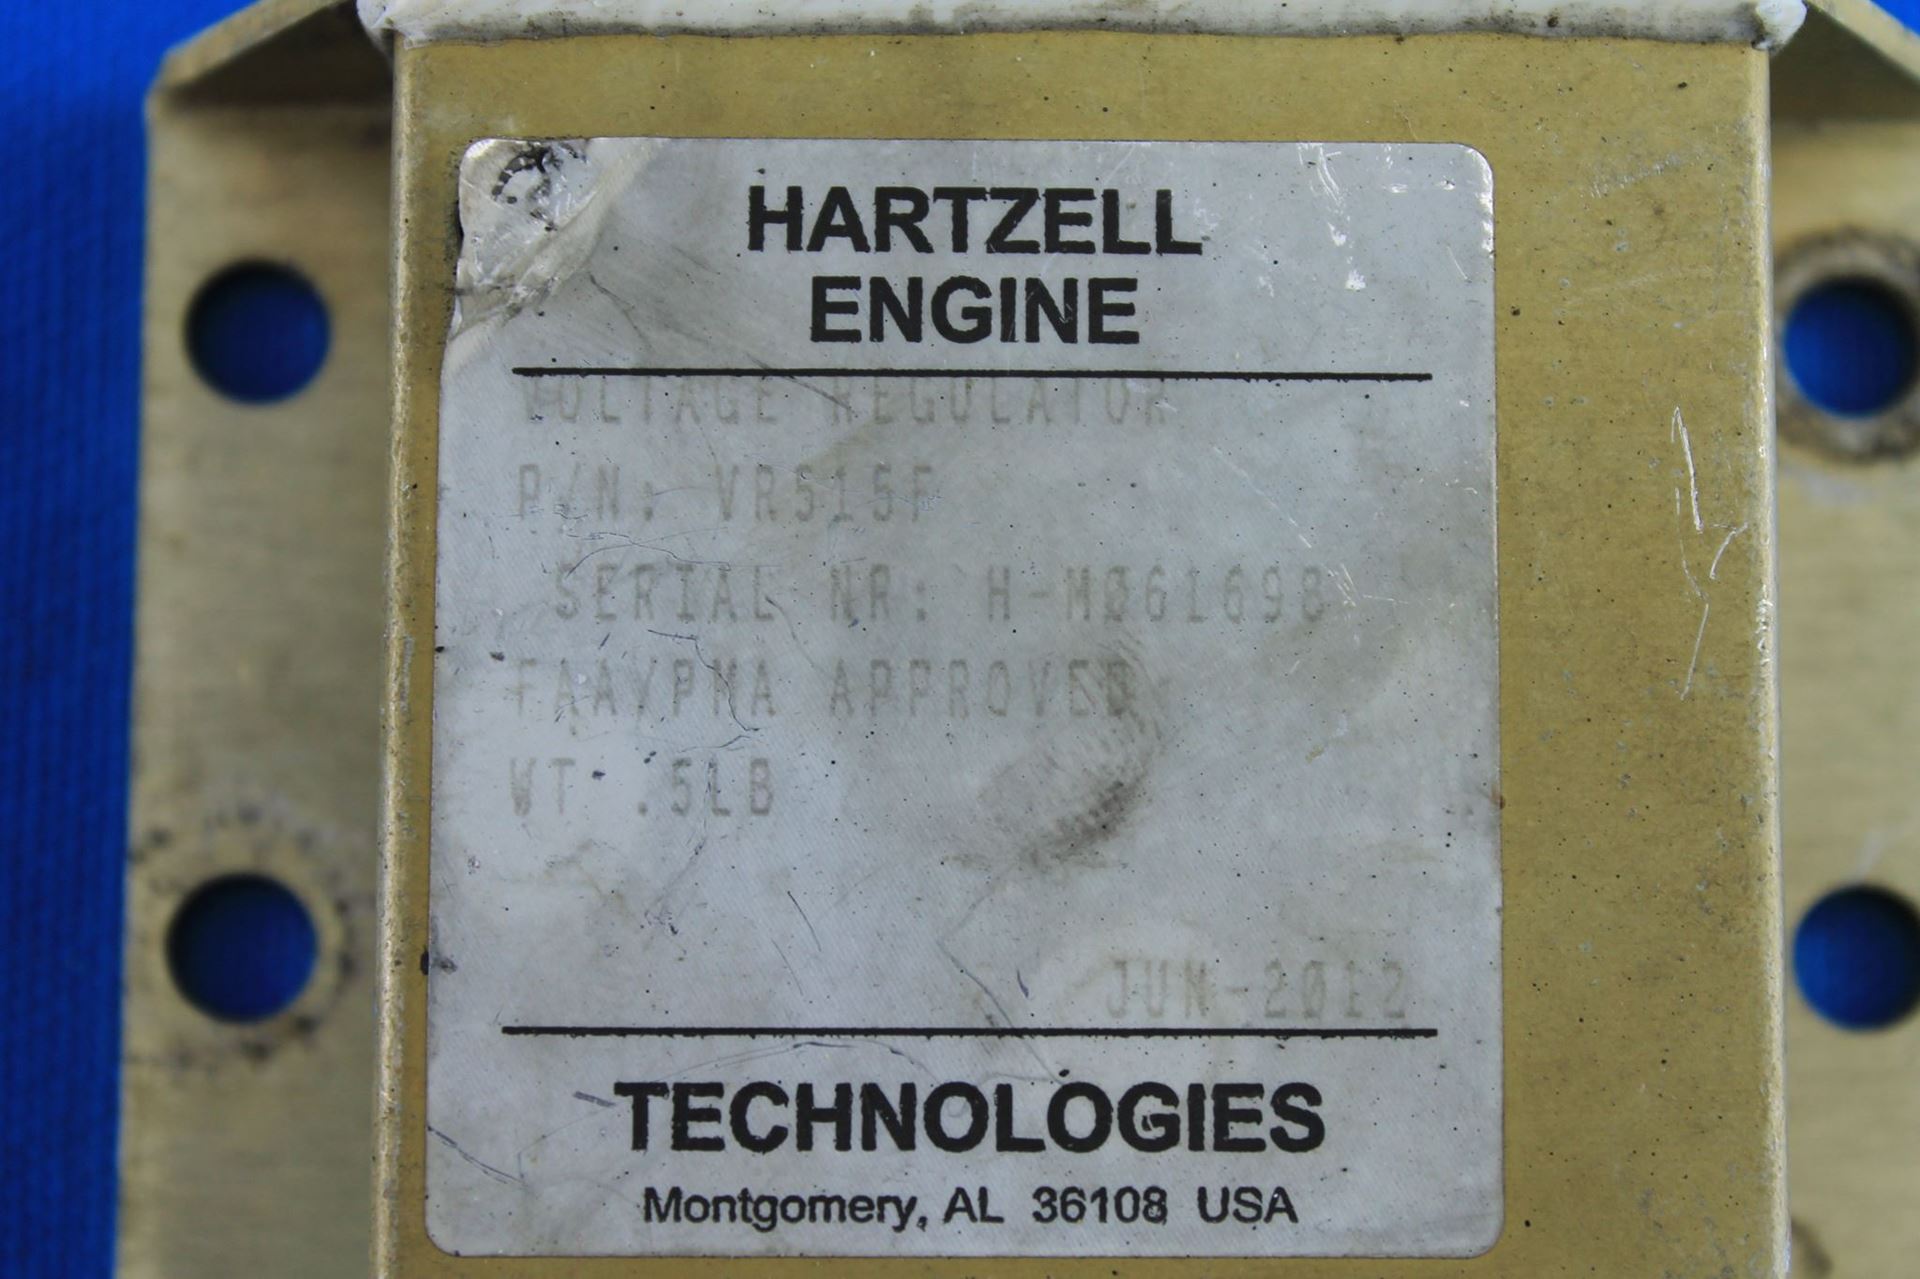 HARTZELL
ENGINE
VOLTAGE REGULATOR
P/N: VR515F
SERIAL NR: H-M061698
FAA/PMA APPROVED
WT .5LB
JUN-2012
TECHNOLOGIES
Montgomery, AL 36108 USA